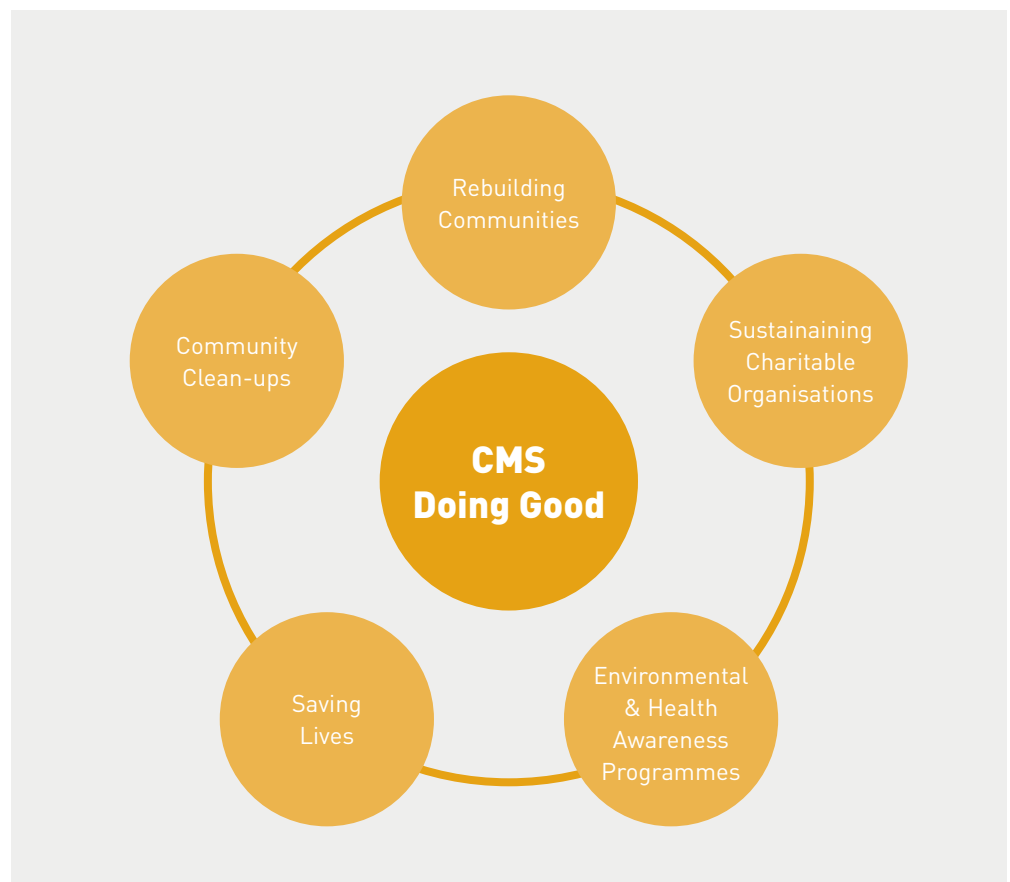 Rebuilding
Communities
Sustainaining
Charitable
Organisations
Community
Clean-ups
CMS
Doing Good
Environmental
& Health
Awareness
Programmes
Saving
Lives